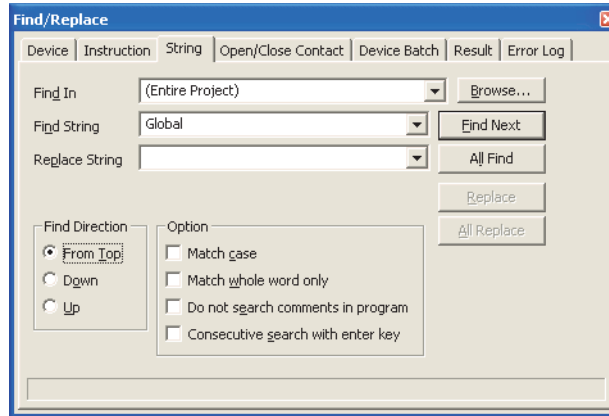 Find/Replace
Device Instruction String Open/Close Contact Device Batch Result Error Log
Find In (Entire Project) Browse...
Find String Global Find Next
Replace String All Find
Replace
All Replace
Find Direction Option
From Top Match case
Down Match whole word only
Up Do not search comments in program
Consecutive search with enter key